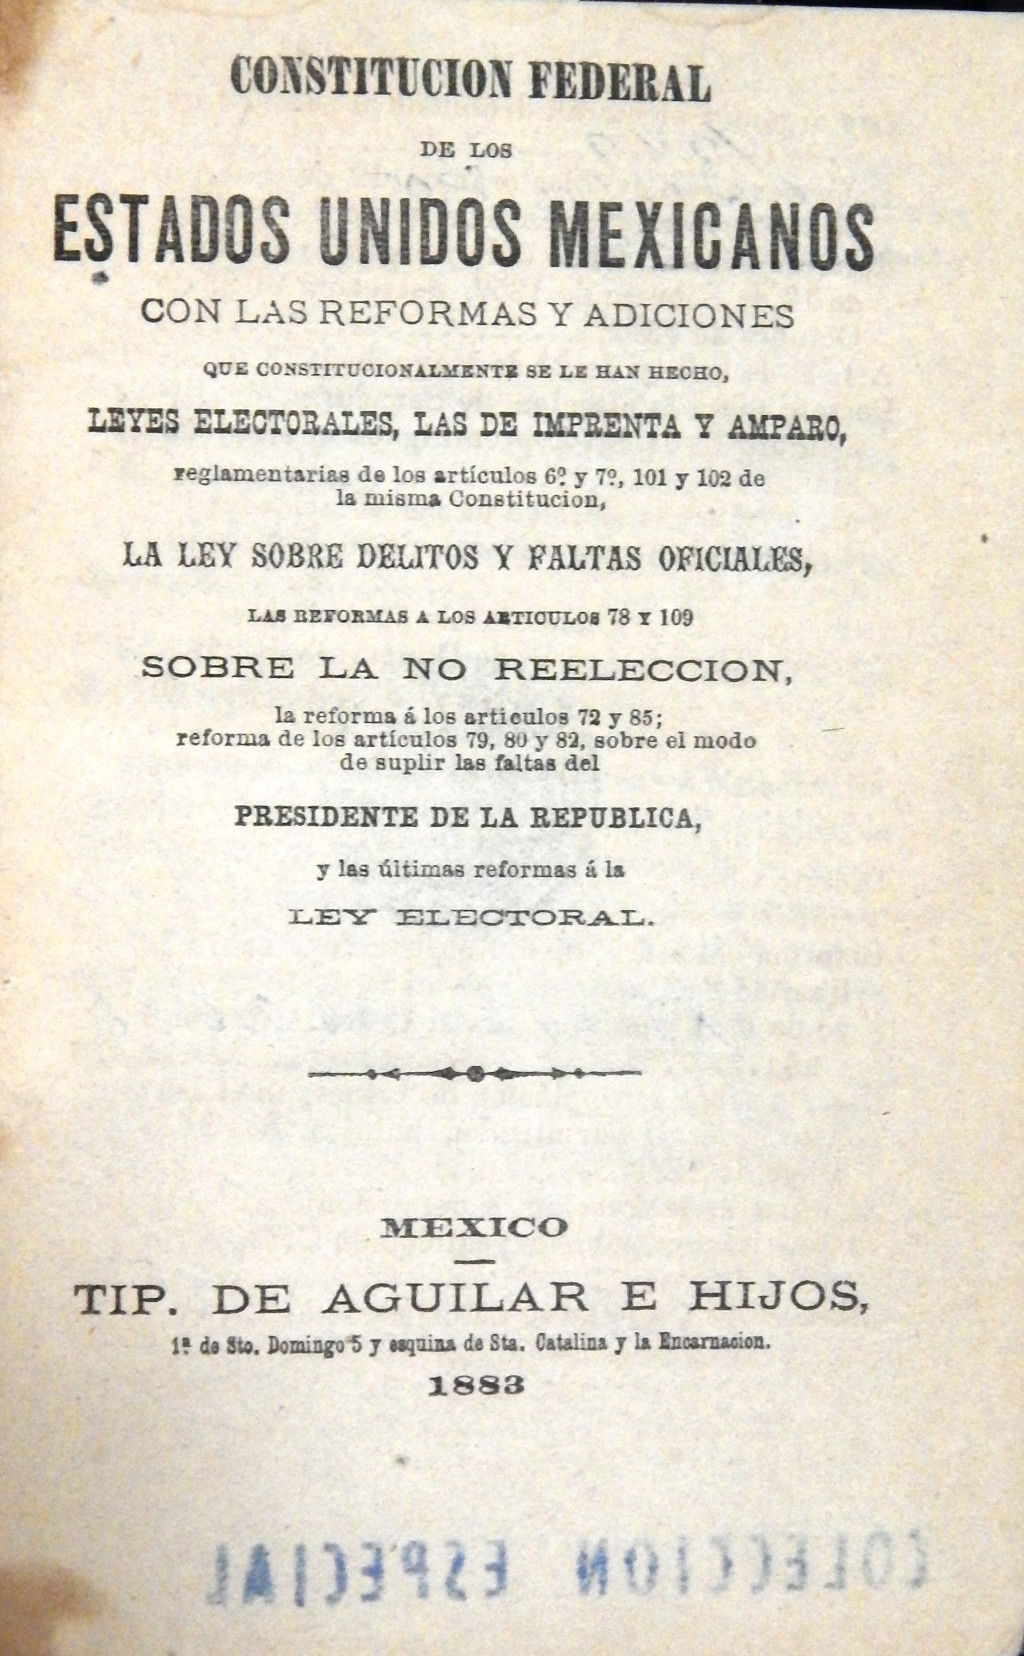 CONSTITUCION FEDERAL
DE LOS
ESTADOS UNIDOS MEXICANOS
CON LAS REFORMAS Y ADICIONES
QUE CONSTITUCIONALMENTE SE LE HAN HECHO,
LEYES ELECTORALES, LAS DE IMPRENTA Y AMPARO,
reglamentarias de los artículos 6º y 7º, 101 y 102 de
la misma Constitucion,
LA LEY SOBRE DELITOS Y FALTAS OFICIALES,
LAS REFORMAS A LOS ARTICULOS 78 Y 109
SOBRE LA NO REELECCION,
la reforma á los articulos 72 y 85;
reforma de los artículos 79, 80 y 82, sobre el modo
de suplir las faltas del
PRESIDENTE DE LA REPUBLICA,
y las últimas reformas á la
LEY ELECTORAL.
MEXICO
TIP. DE AGUILAR E HIJOS,
1ª de Sto. Domingo 5 y esquina de Sta. Catalina y la Encarnacion.
1883
COLECCION ESPECIAL